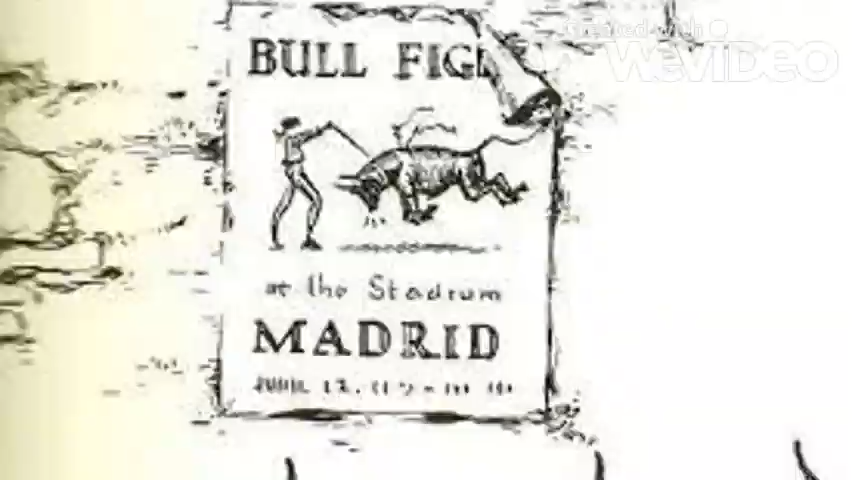 Created with
WeVideo
BULL FIG
at the Stadium
MADRID